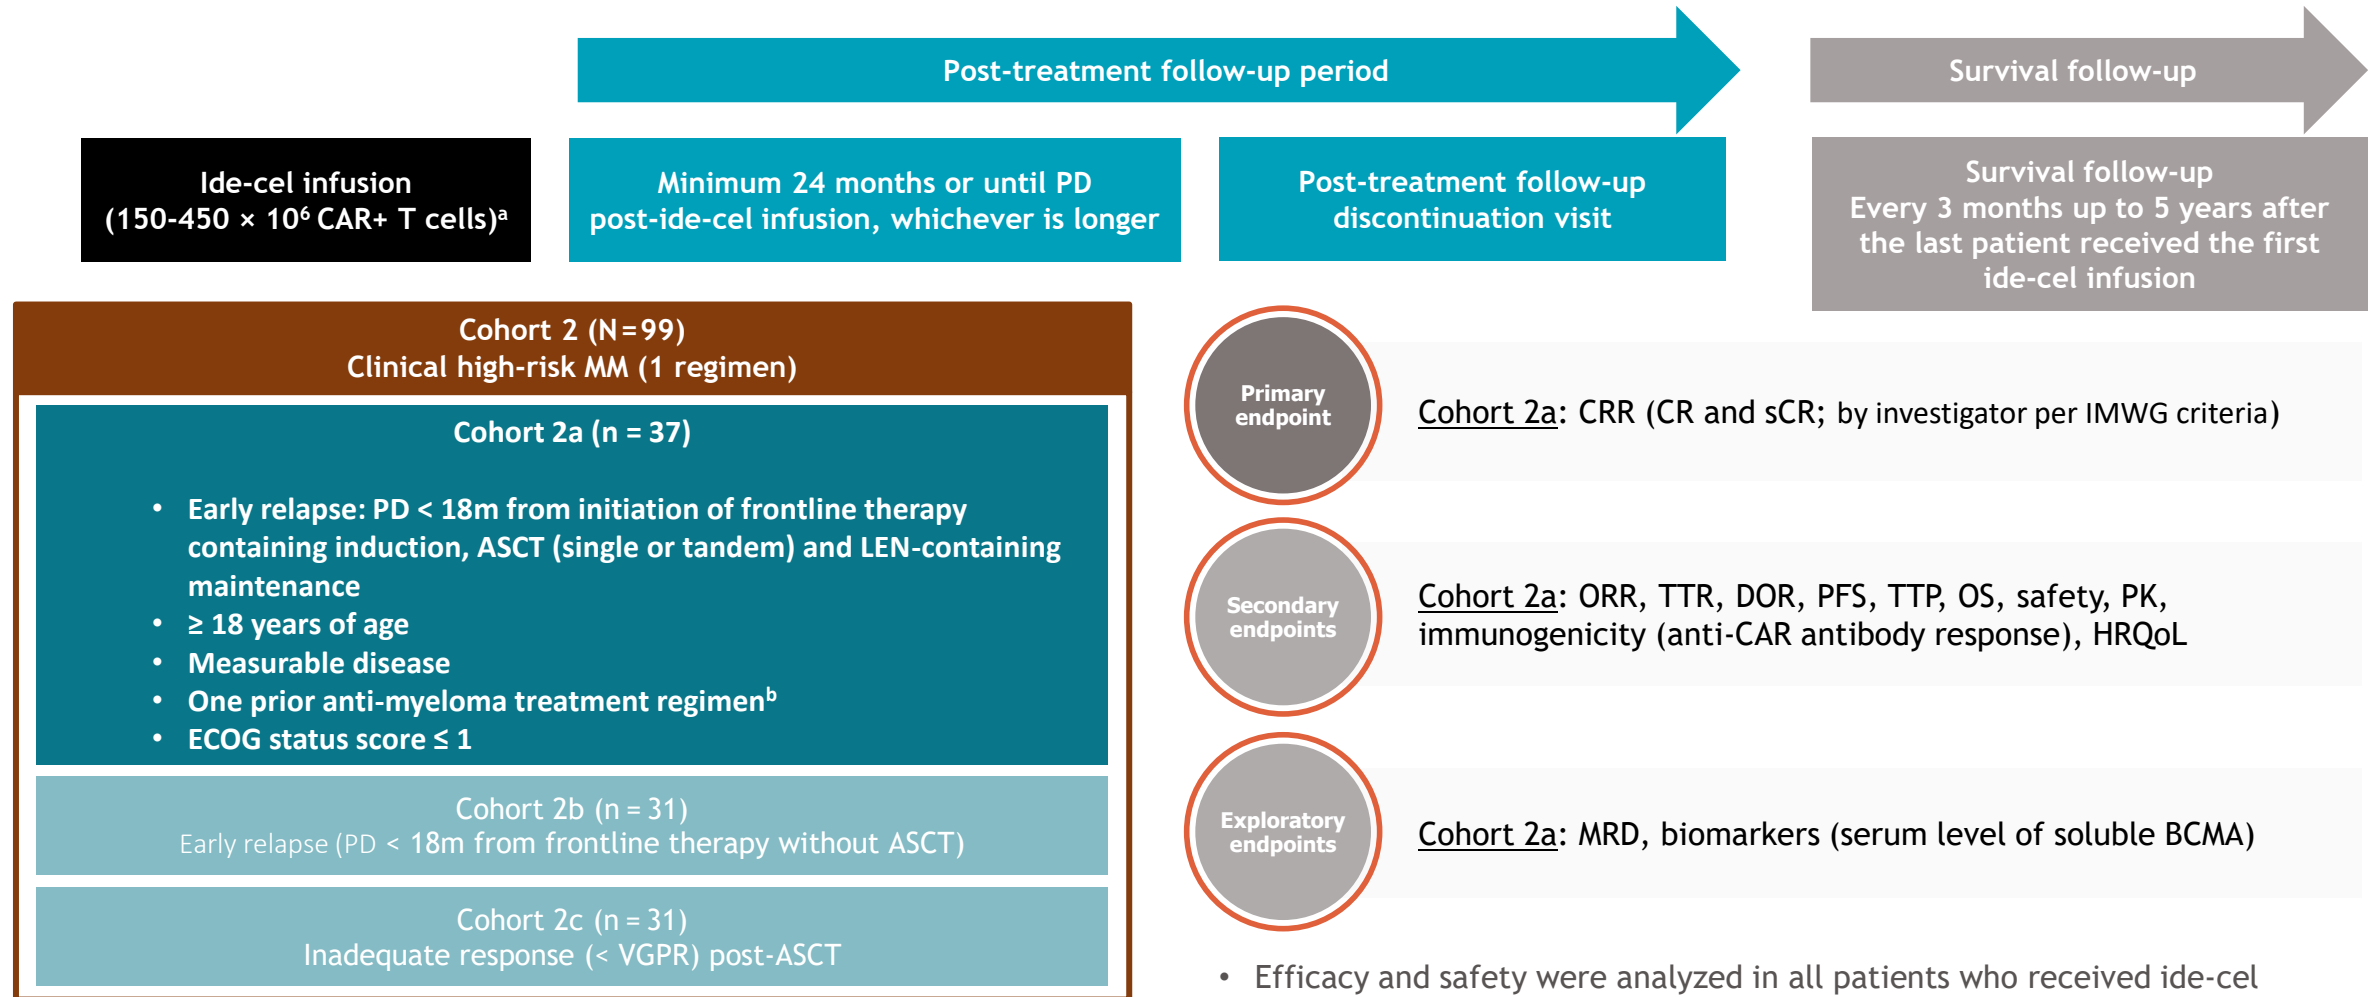 Post-treatment follow-up period
Survival follow-up
Ide-cel infusion
(150-450 × 10⁶ CAR+ T cells)ᵃ
Minimum 24 months or until PD
post-ide-cel infusion, whichever is longer
Post-treatment follow-up
discontinuation visit
Survival follow-up
Every 3 months up to 5 years after
the last patient received the first
ide-cel infusion
Cohort 2 (N=99)
Clinical high-risk MM (1 regimen)
Cohort 2a (n = 37)
• Early relapse: PD < 18m from initiation of frontline therapy
containing induction, ASCT (single or tandem) and LEN-containing
maintenance
• ≥ 18 years of age
• Measurable disease
• One prior anti-myeloma treatment regimenᵇ
• ECOG status score ≤ 1
Cohort 2b (n = 31)
Early relapse (PD < 18m from frontline therapy without ASCT)
Cohort 2c (n = 31)
Inadequate response (< VGPR) post-ASCT
Primary
endpoint
Cohort 2a: CRR (CR and sCR; by investigator per IMWG criteria)
Secondary
endpoints
Cohort 2a: ORR, TTR, DOR, PFS, TTP, OS, safety, PK,
immunogenicity (anti-CAR antibody response), HRQoL
Exploratory
endpoints
Cohort 2a: MRD, biomarkers (serum level of soluble BCMA)
• Efficacy and safety were analyzed in all patients who received ide-cel